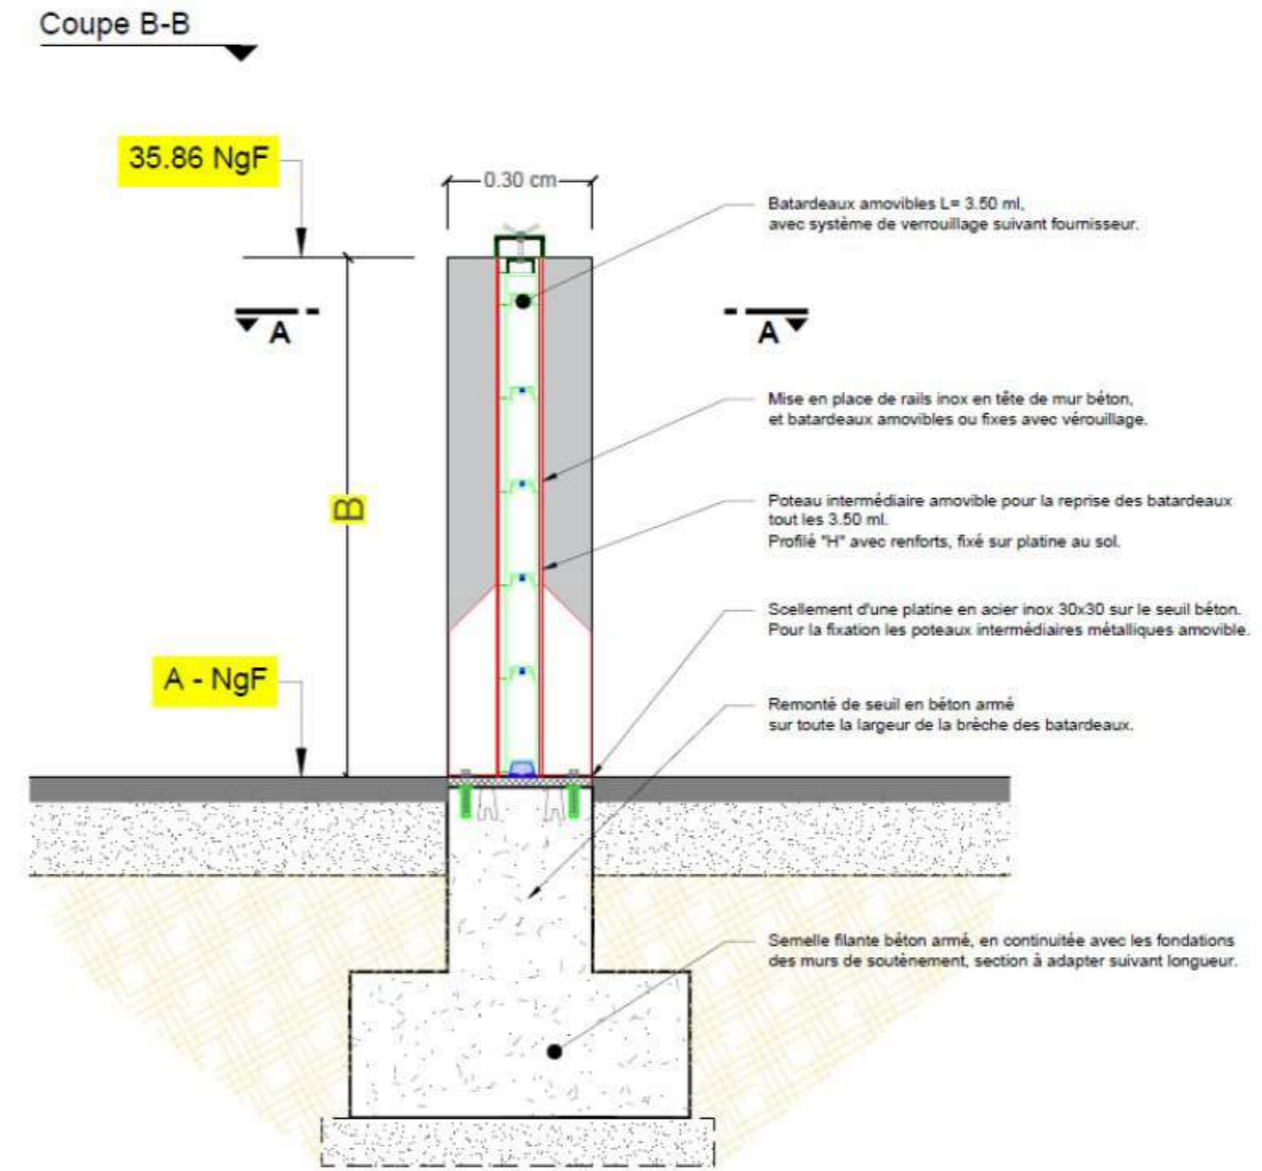 Coupe B-B
35.86 NgF
0.30 cm
Batardeaux amovibles L= 3.50 ml,
avec système de verrouillage suivant fournisseur.
A
A
Mise en place de rails inox en tête de mur béton,
et batardeaux amovibles ou fixes avec vérouillage.
B
Poteau intermédiaire amovible pour la reprise des batardeaux
tout les 3.50 ml.
Profilé "H" avec renforts, fixé sur platine au sol.
Scellement d'une platine en acier inox 30x30 sur le seuil béton.
Pour la fixation les poteaux intermédiaires métalliques amovible.
A - NgF
Remonté de seuil en béton armé
sur toute la largeur de la brèche des batardeaux.
Semelle filante béton armé, en continuitée avec les fondations
des murs de soutènement, section à adapter suivant longueur.